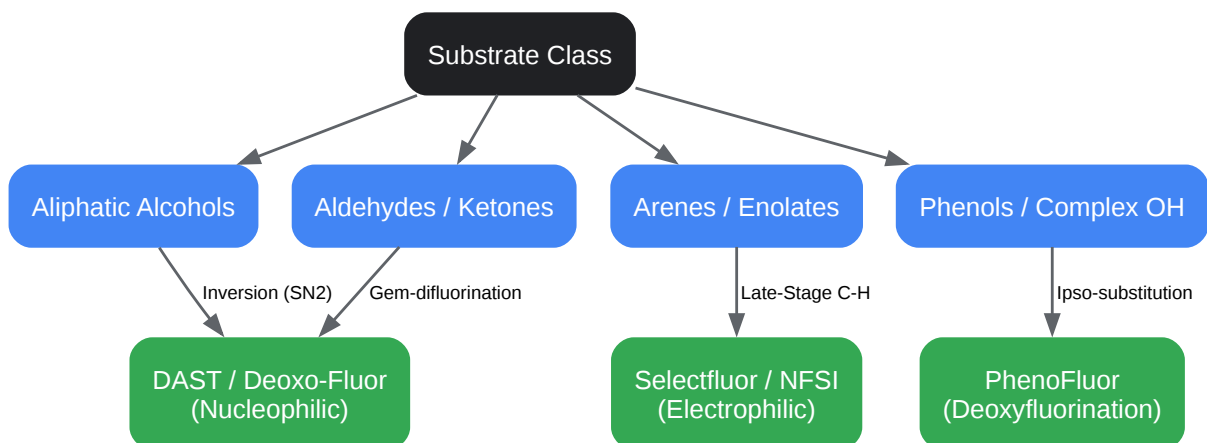 Substrate Class
Aliphatic Alcohols
Aldehydes / Ketones
Arenes / Enolates
Phenols / Complex OH
Inversion (SN2)
Gem-difluorination
Late-Stage C-H
Ipso-substitution
DAST / Deoxo-Fluor
(Nucleophilic)
Selectfluor / NFSI
(Electrophilic)
PhenoFluor
(Deoxyfluorination)